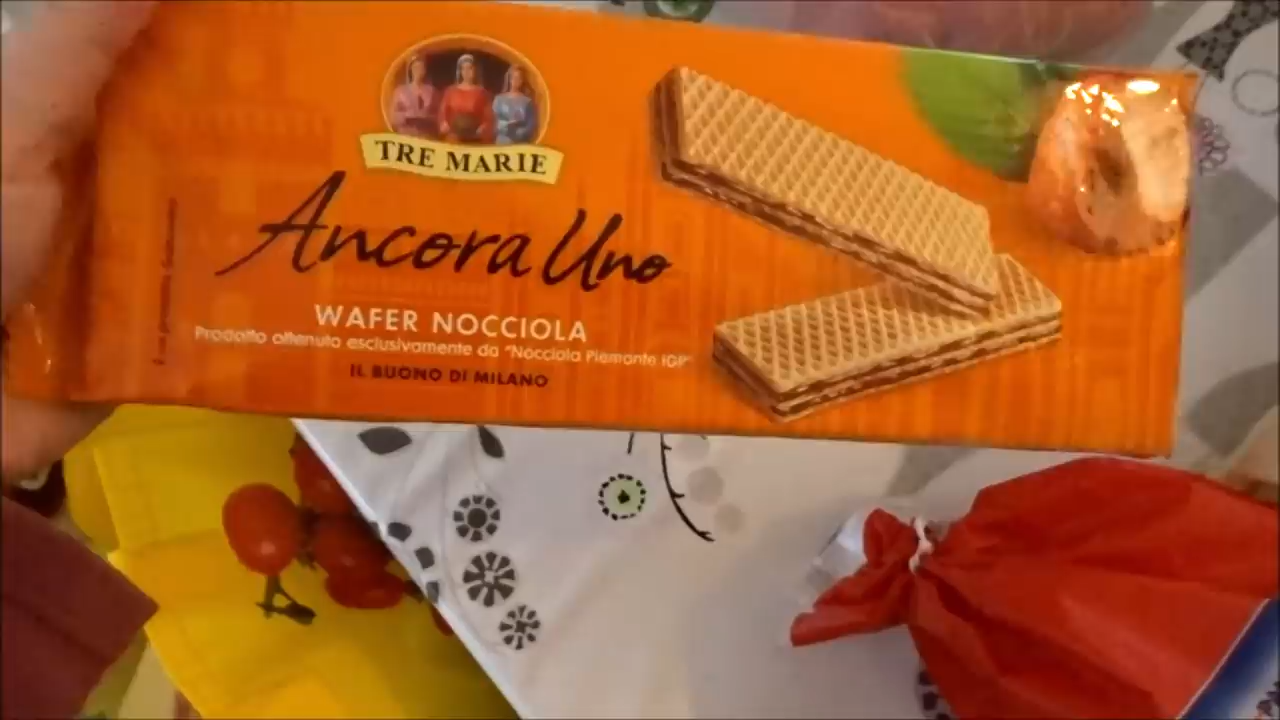 TRE MARIE
Ancora Uno
WAFER NOCCIOLA
Prodotto ottenuto esclusivamente da "Nocciola Piemonte IGP"
IL BUONO DI MILANO